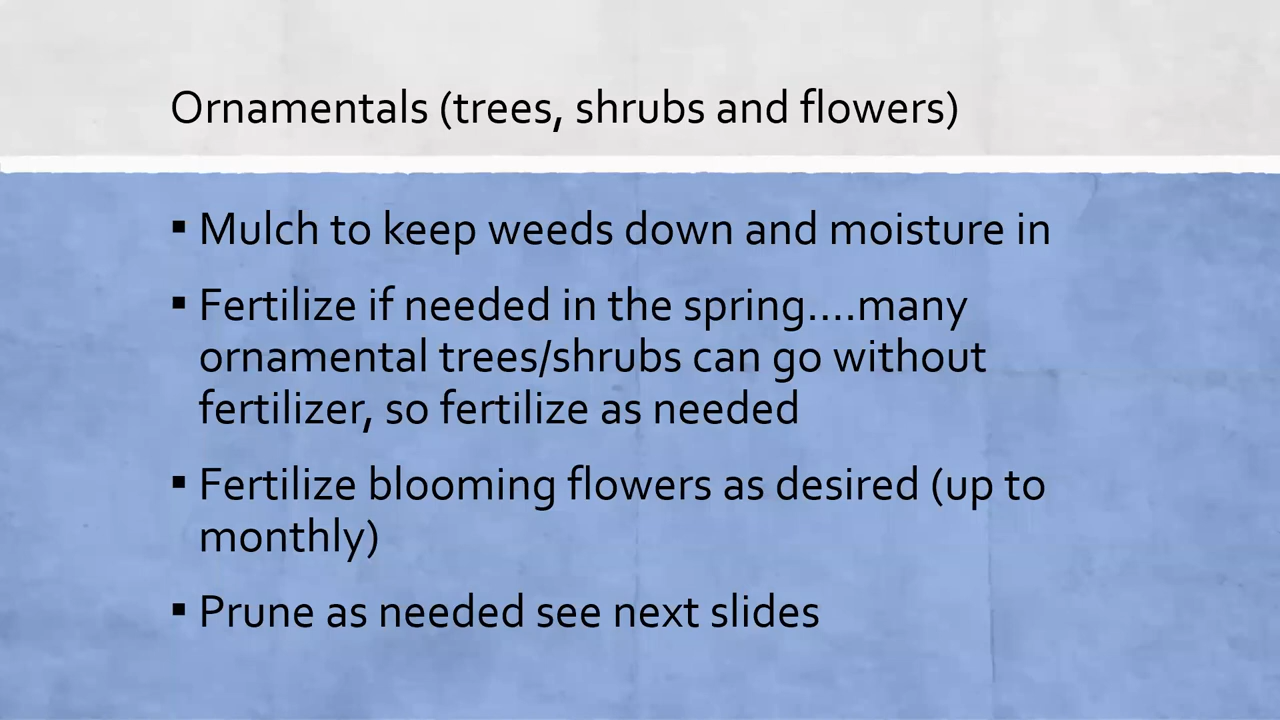 Ornamentals (trees, shrubs and flowers)
▪ Mulch to keep weeds down and moisture in
▪ Fertilize if needed in the spring....many
ornamental trees/shrubs can go without
fertilizer, so fertilize as needed
▪ Fertilize blooming flowers as desired (up to
monthly)
▪ Prune as needed see next slides